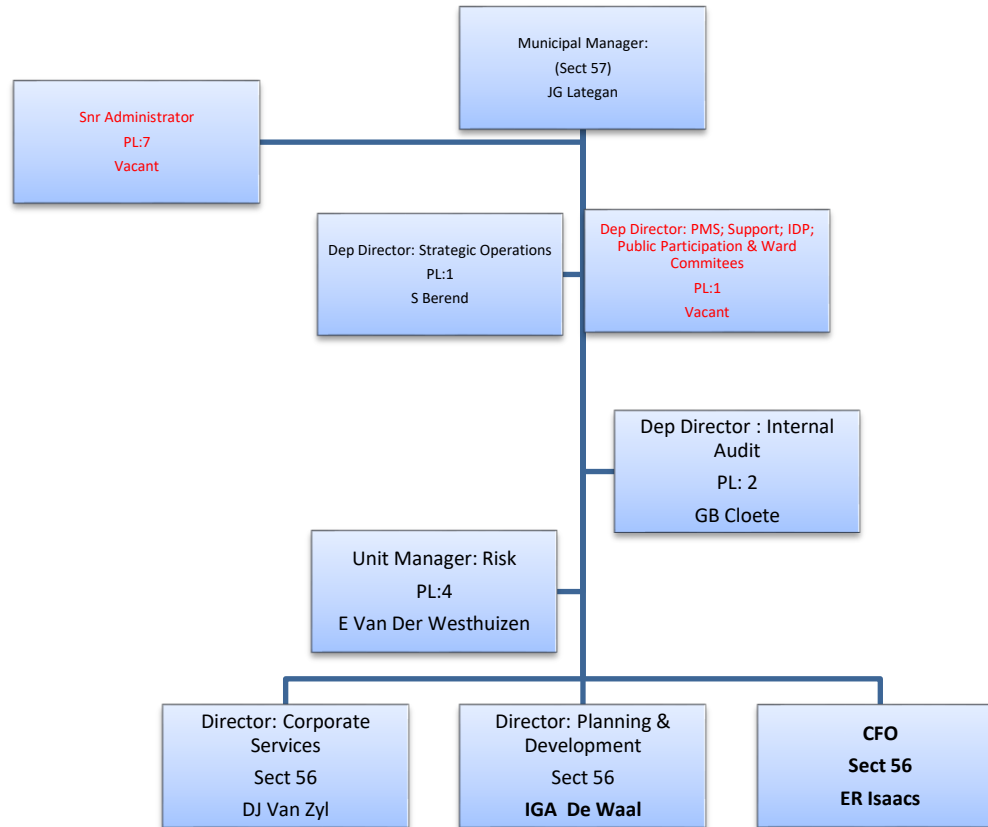 Municipal Manager:
(Sect 57)
JG Lategan
Snr Administrator
PL:7
Vacant
Dep Director: Strategic Operations
PL:1
S Berend
Dep Director: PMS; Support; IDP;
Public Participation & Ward
Commitees
PL:1
Vacant
Dep Director : Internal
Audit
PL: 2
GB Cloete
Unit Manager: Risk
PL:4
E Van Der Westhuizen
Director: Corporate
Services
Sect 56
DJ Van Zyl
Director: Planning &
Development
Sect 56
IGA De Waal
CFO
Sect 56
ER Isaacs